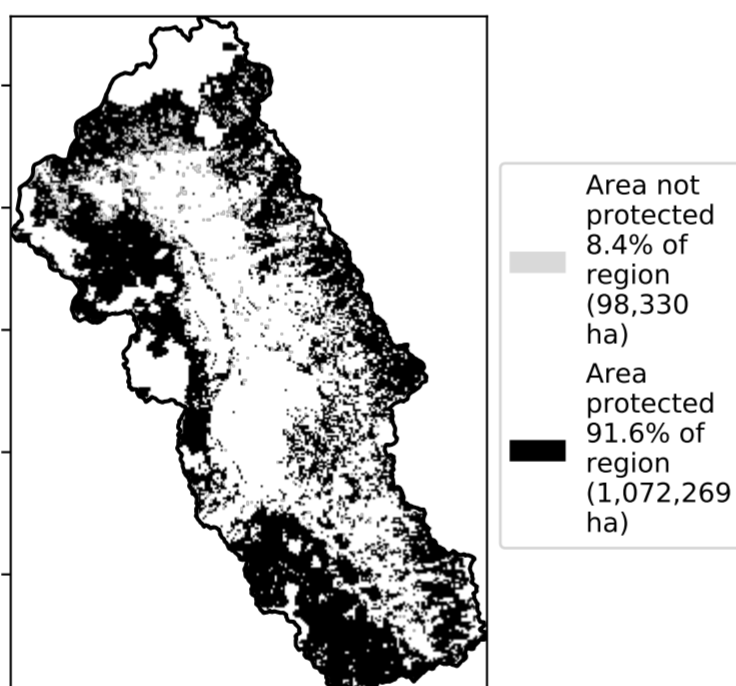 Area not
protected
8.4% of
region
(98,330
ha)
Area
protected
91.6% of
region
(1,072,269
ha)